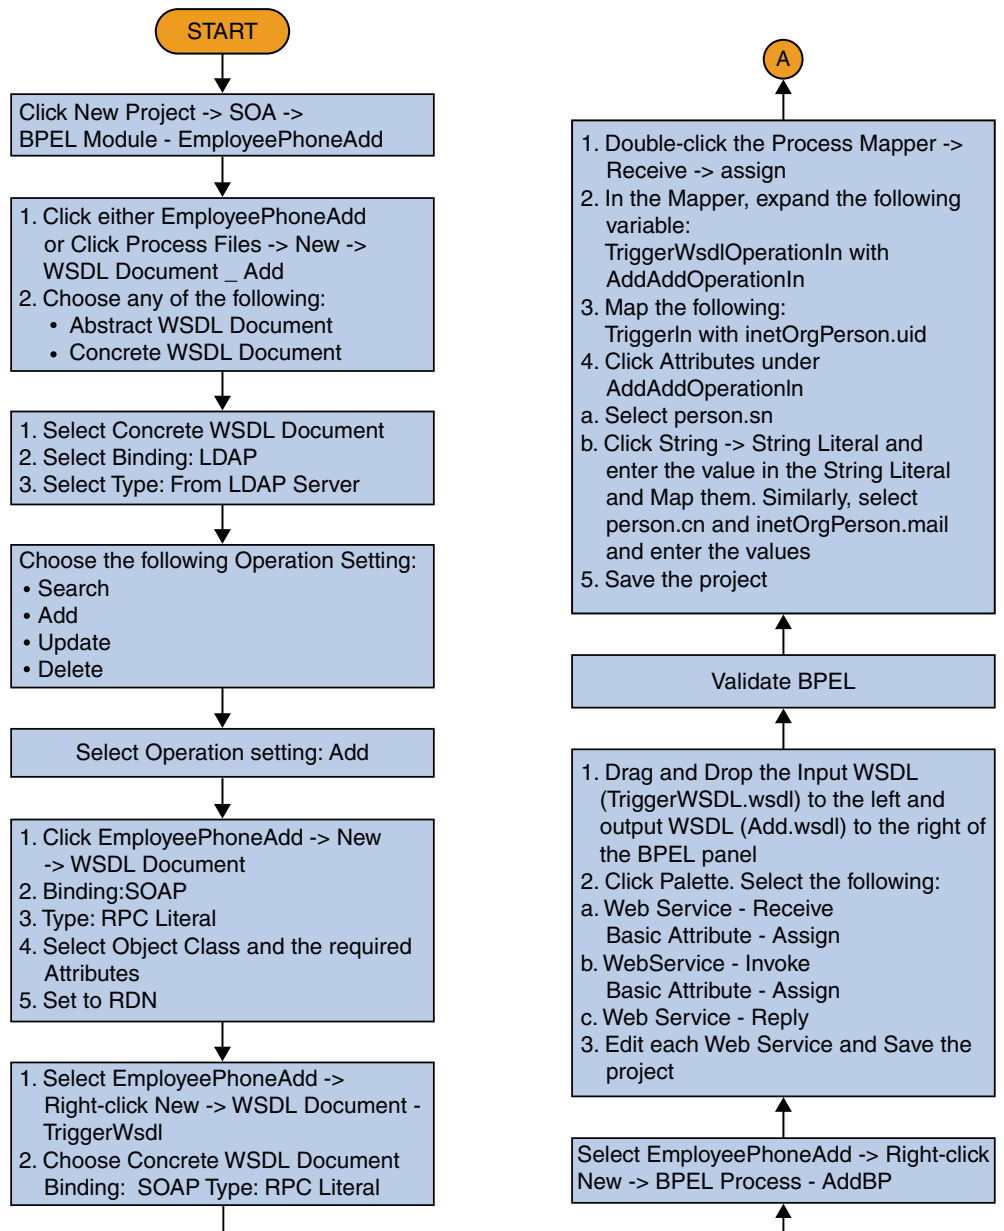 START
Click New Project -> SOA ->
BPEL Module - EmployeePhoneAdd
1. Click either EmployeePhoneAdd
or Click Process Files -> New ->
WSDL Document _ Add
2. Choose any of the following:
• Abstract WSDL Document
• Concrete WSDL Document
1. Select Concrete WSDL Document
2. Select Binding: LDAP
3. Select Type: From LDAP Server
Choose the following Operation Setting:
• Search
• Add
• Update
• Delete
Select Operation setting: Add
1. Click EmployeePhoneAdd -> New
-> WSDL Document
2. Binding:SOAP
3. Type: RPC Literal
4. Select Object Class and the required
Attributes
5. Set to RDN
1. Select EmployeePhoneAdd ->
Right-click New -> WSDL Document -
TriggerWsdl
2. Choose Concrete WSDL Document
Binding: SOAP Type: RPC Literal
A
1. Double-click the Process Mapper ->
Receive -> assign
2. In the Mapper, expand the following
variable:
TriggerWsdlOperationIn with
AddAddOperationIn
3. Map the following:
TriggerIn with inetOrgPerson.uid
4. Click Attributes under
AddAddOperationIn
a. Select person.sn
b. Click String -> String Literal and
enter the value in the String Literal
and Map them. Similarly, select
person.cn and inetOrgPerson.mail
and enter the values
5. Save the project
Validate BPEL
1. Drag and Drop the Input WSDL
(TriggerWSDL.wsdl) to the left and
output WSDL (Add.wsdl) to the right of
the BPEL panel
2. Click Palette. Select the following:
a. Web Service - Receive
Basic Attribute - Assign
b. WebService - Invoke
Basic Attribute - Assign
c. Web Service - Reply
3. Edit each Web Service and Save the
project
Select EmployeePhoneAdd -> Right-click
New -> BPEL Process - AddBP